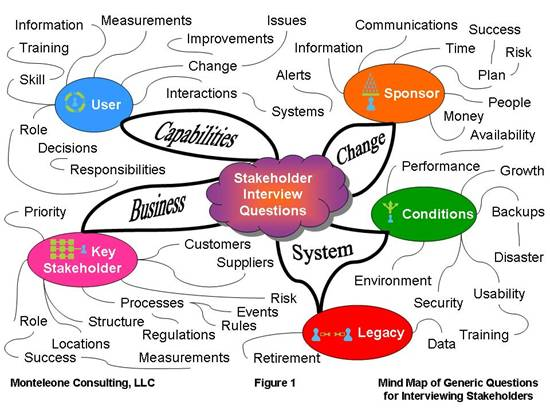 Information
Measurements
Issues
Training
Improvements
Change
Skill
User
Interactions
Systems
Role
Decisions
Responsibilities
Capabilities
Communications
Success
Information
Time
Risk
Alerts
Plan
Sponsor
People
Money
Availability
Change
Stakeholder
Interview
Questions
Business
System
Performance
Growth
Conditions
Backups
Disaster
Environment
Usability
Security
Training
Priority
Key
Stakeholder
Customers
Suppliers
Risk
Processes
Events
Rules
Regulations
Role
Structure
Locations
Success
Measurements
Legacy
Data
Retirement
Monteleone Consulting, LLC
Figure 1
Mind Map of Generic Questions
for Interviewing Stakeholders